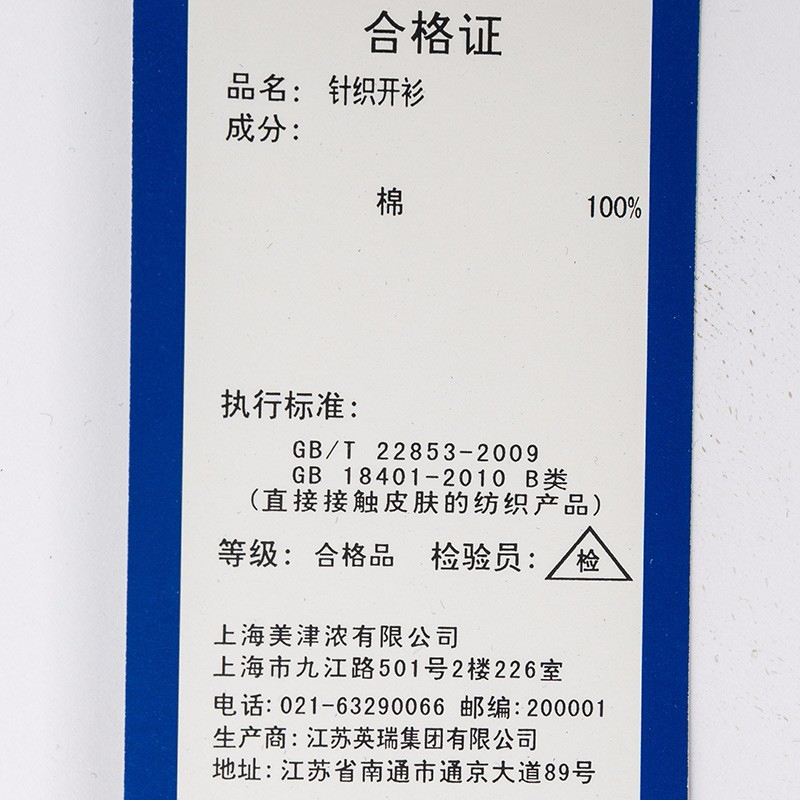 合格证
品名: 针织开衫
成分:
棉 100%
执行标准:
GB/T 22853-2009
GB 18401-2010 B类
(直接接触皮肤的纺织产品)
等级: 合格品 检验员: 检
上海美津浓有限公司
上海市九江路501号2楼226室
电话: 021-63290066 邮编: 200001
生产商: 江苏英瑞集团有限公司
地址: 江苏省南通市通京大道89号